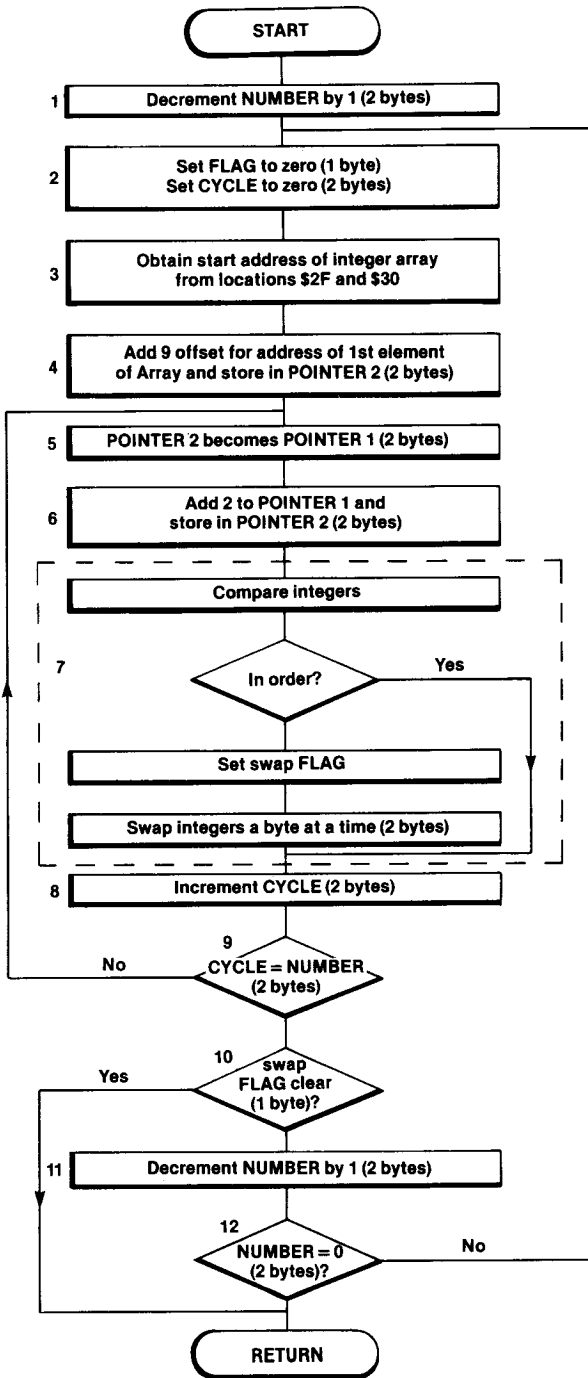 START
1 Decrement NUMBER by 1 (2 bytes)
2 Set FLAG to zero (1 byte)
Set CYCLE to zero (2 bytes)
3 Obtain start address of integer array
from locations $2F and $30
4 Add 9 offset for address of 1st element
of Array and store in POINTER 2 (2 bytes)
5 POINTER 2 becomes POINTER 1 (2 bytes)
6 Add 2 to POINTER 1 and
store in POINTER 2 (2 bytes)
Compare integers
7 In order? Yes
Set swap FLAG
Swap integers a byte at a time (2 bytes)
8 Increment CYCLE (2 bytes)
9
No CYCLE = NUMBER
(2 bytes)
10 swap
Yes FLAG clear
(1 byte)?
11 Decrement NUMBER by 1 (2 bytes)
12
NUMBER = 0 No
(2 bytes)?
RETURN